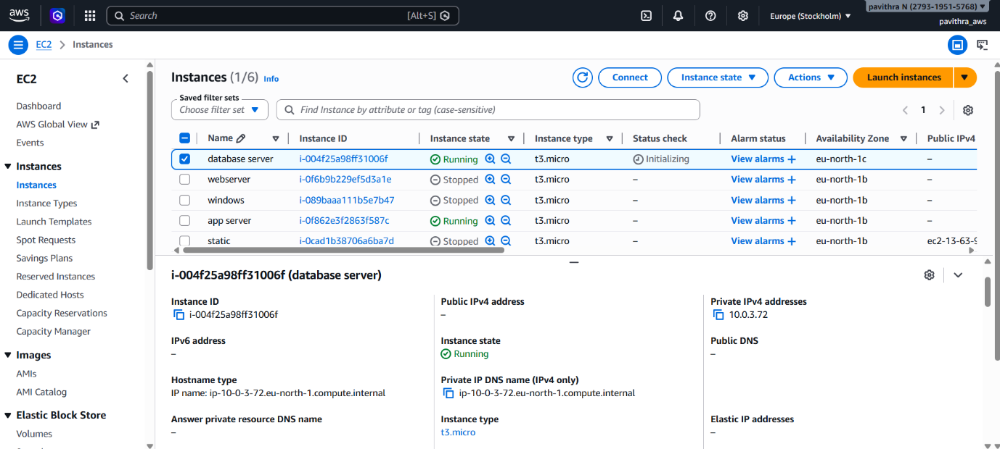 aws
Search [Alt+S]
Europe (Stockholm)
pavithra N (2793-1951-5768)
pavithra_aws
EC2 Instances
EC2
Dashboard
AWS Global View
Events
Instances
Instances
Instance Types
Launch Templates
Spot Requests
Savings Plans
Reserved Instances
Dedicated Hosts
Capacity Reservations
Capacity Manager
Images
AMIs
AMI Catalog
Elastic Block Store
Volumes
Instances (1/6) Info
Connect
Instance state
Actions
Launch instances
Saved filter sets
Choose filter set
Find Instance by attribute or tag (case-sensitive)
1
Name Instance ID Instance state Instance type Status check Alarm status Availability Zone Public IPv4
database server i-004f25a98ff31006f Running t3.micro Initializing View alarms + eu-north-1c –
webserver i-0f6b9b229ef5d3a1e Stopped t3.micro – View alarms + eu-north-1b –
windows i-089baaa111b5e7b47 Stopped t3.micro – View alarms + eu-north-1b –
app server i-0f862e3f2863f587c Running t3.micro – View alarms + eu-north-1b –
static i-0cad1b38706a6ba7d Stopped t3.micro – View alarms + eu-north-1b ec2-13-63-9
i-004f25a98ff31006f (database server)
Instance ID
i-004f25a98ff31006f
Public IPv4 address
–
Private IPv4 addresses
10.0.3.72
IPv6 address
–
Instance state
Running
Public DNS
–
Hostname type
IP name: ip-10-0-3-72.eu-north-1.compute.internal
Private IP DNS name (IPv4 only)
ip-10-0-3-72.eu-north-1.compute.internal
Answer private resource DNS name
–
Instance type
t3.micro
Elastic IP addresses
–